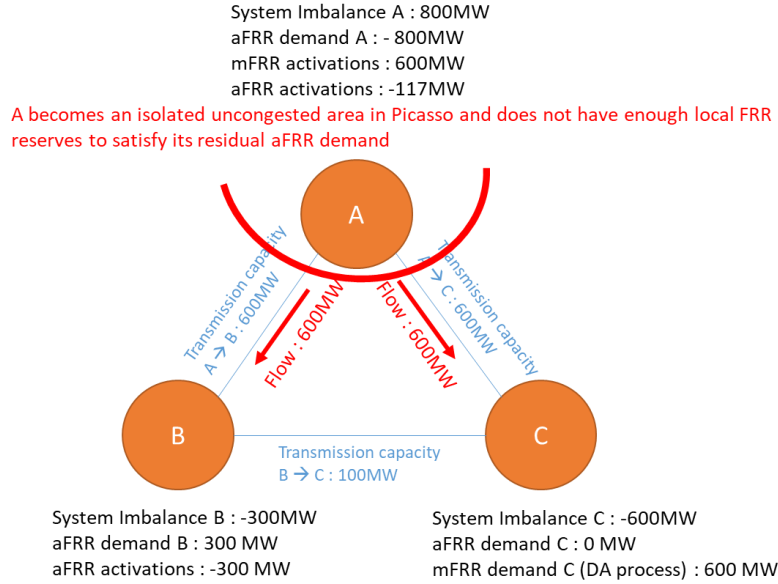 System Imbalance A : 800MW
aFRR demand A : - 800MW
mFRR activations : 600MW
aFRR activations : -117MW
A becomes an isolated uncongested area in Picasso and does not have enough local FRR
reserves to satisfy its residual aFRR demand
A
Transmission capacity
A → B : 600MW
Flow : 600MW
Flow : 600MW
Transmission capacity
A → C : 600MW
B
C
Transmission capacity
B → C : 100MW
System Imbalance B : -300MW
aFRR demand B : 300 MW
aFRR activations : -300 MW
System Imbalance C : -600MW
aFRR demand C : 0 MW
mFRR demand C (DA process) : 600 MW